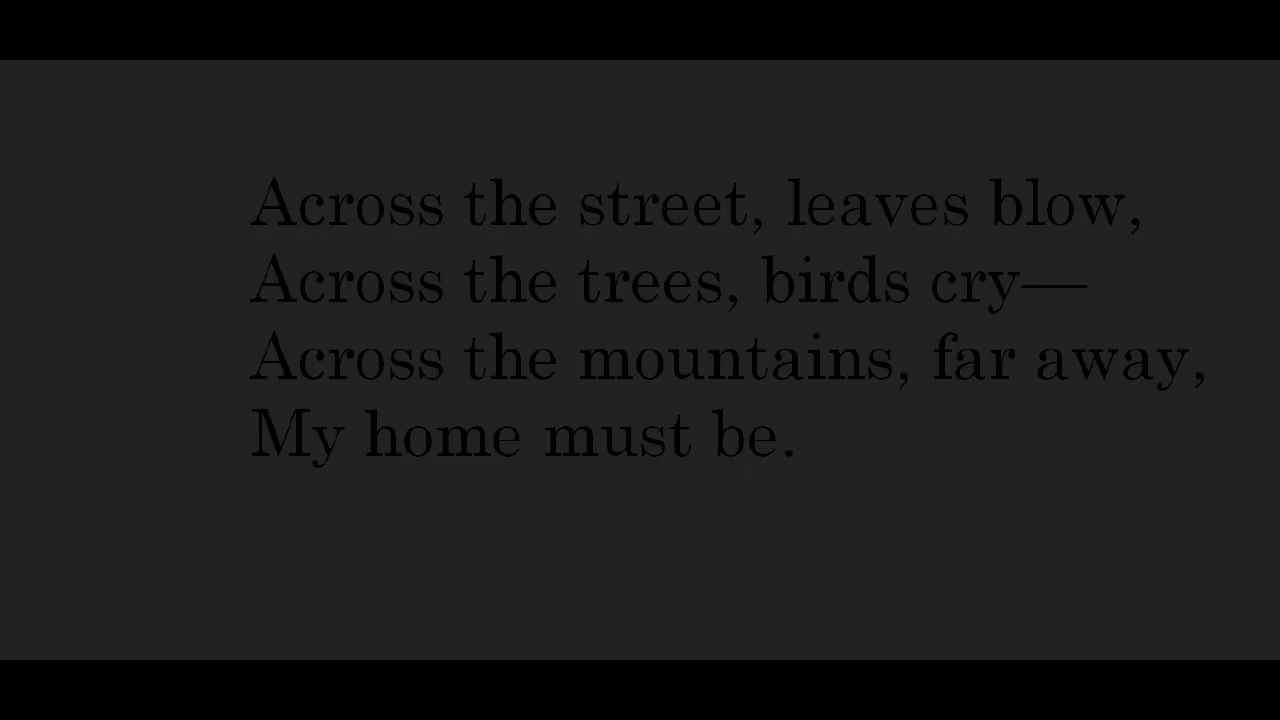 Across the street, leaves blow,
Across the trees, birds cry—
Across the mountains, far away,
My home must be.